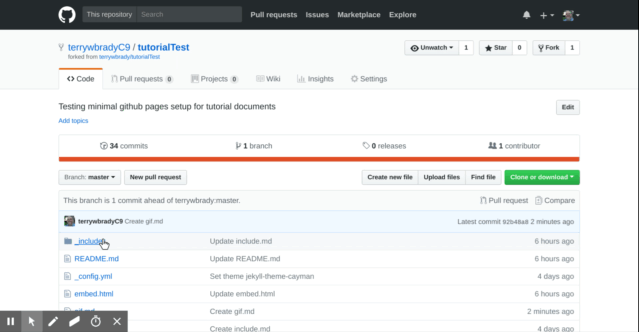 This repository Search Pull requests Issues Marketplace Explore
terrywbradyC9 / tutorialTest Unwatch 1 Star 0 Fork 1
forked from terrywbrady/tutorialTest
Code Pull requests 0 Projects 0 Wiki Insights Settings
Testing minimal github pages setup for tutorial documents Edit
Add topics
34 commits 1 branch 0 releases 1 contributor
Branch: master New pull request Create new file Upload files Find file Clone or download
This branch is 1 commit ahead of terrywbrady:master. Pull request Compare
terrywbradyC9 Create gif.md Latest commit 92b48a8 2 minutes ago
_include Update include.md 6 hours ago
README.md Update README.md 6 hours ago
_config.yml Set theme jekyll-theme-cayman 4 days ago
embed.html Update embed.html 6 hours ago
gif.md Create gif.md 2 minutes ago
Create include.md 4 days ago